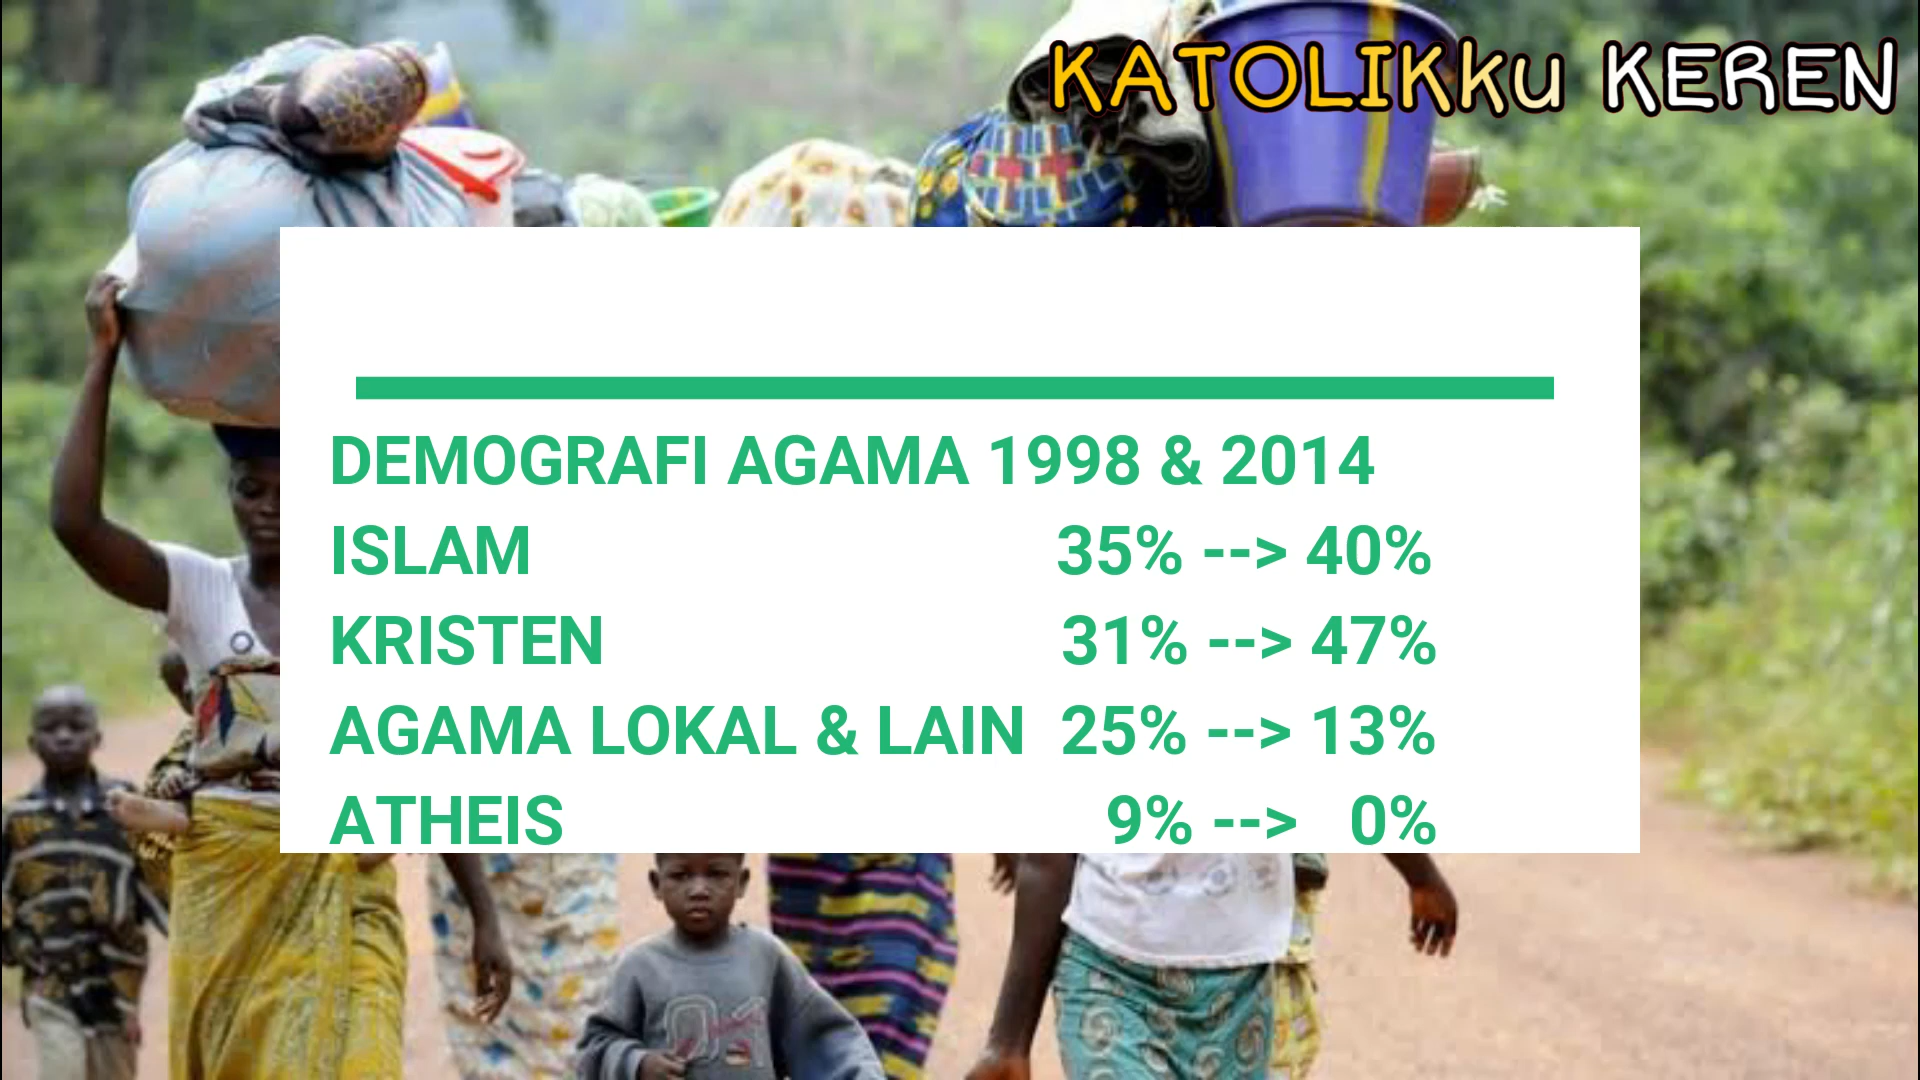 KATOLIKku KEREN
DEMOGRAFI AGAMA 1998 & 2014
ISLAM 35% --> 40%
KRISTEN 31% --> 47%
AGAMA LOKAL & LAIN 25% --> 13%
ATHEIS 9% --> 0%